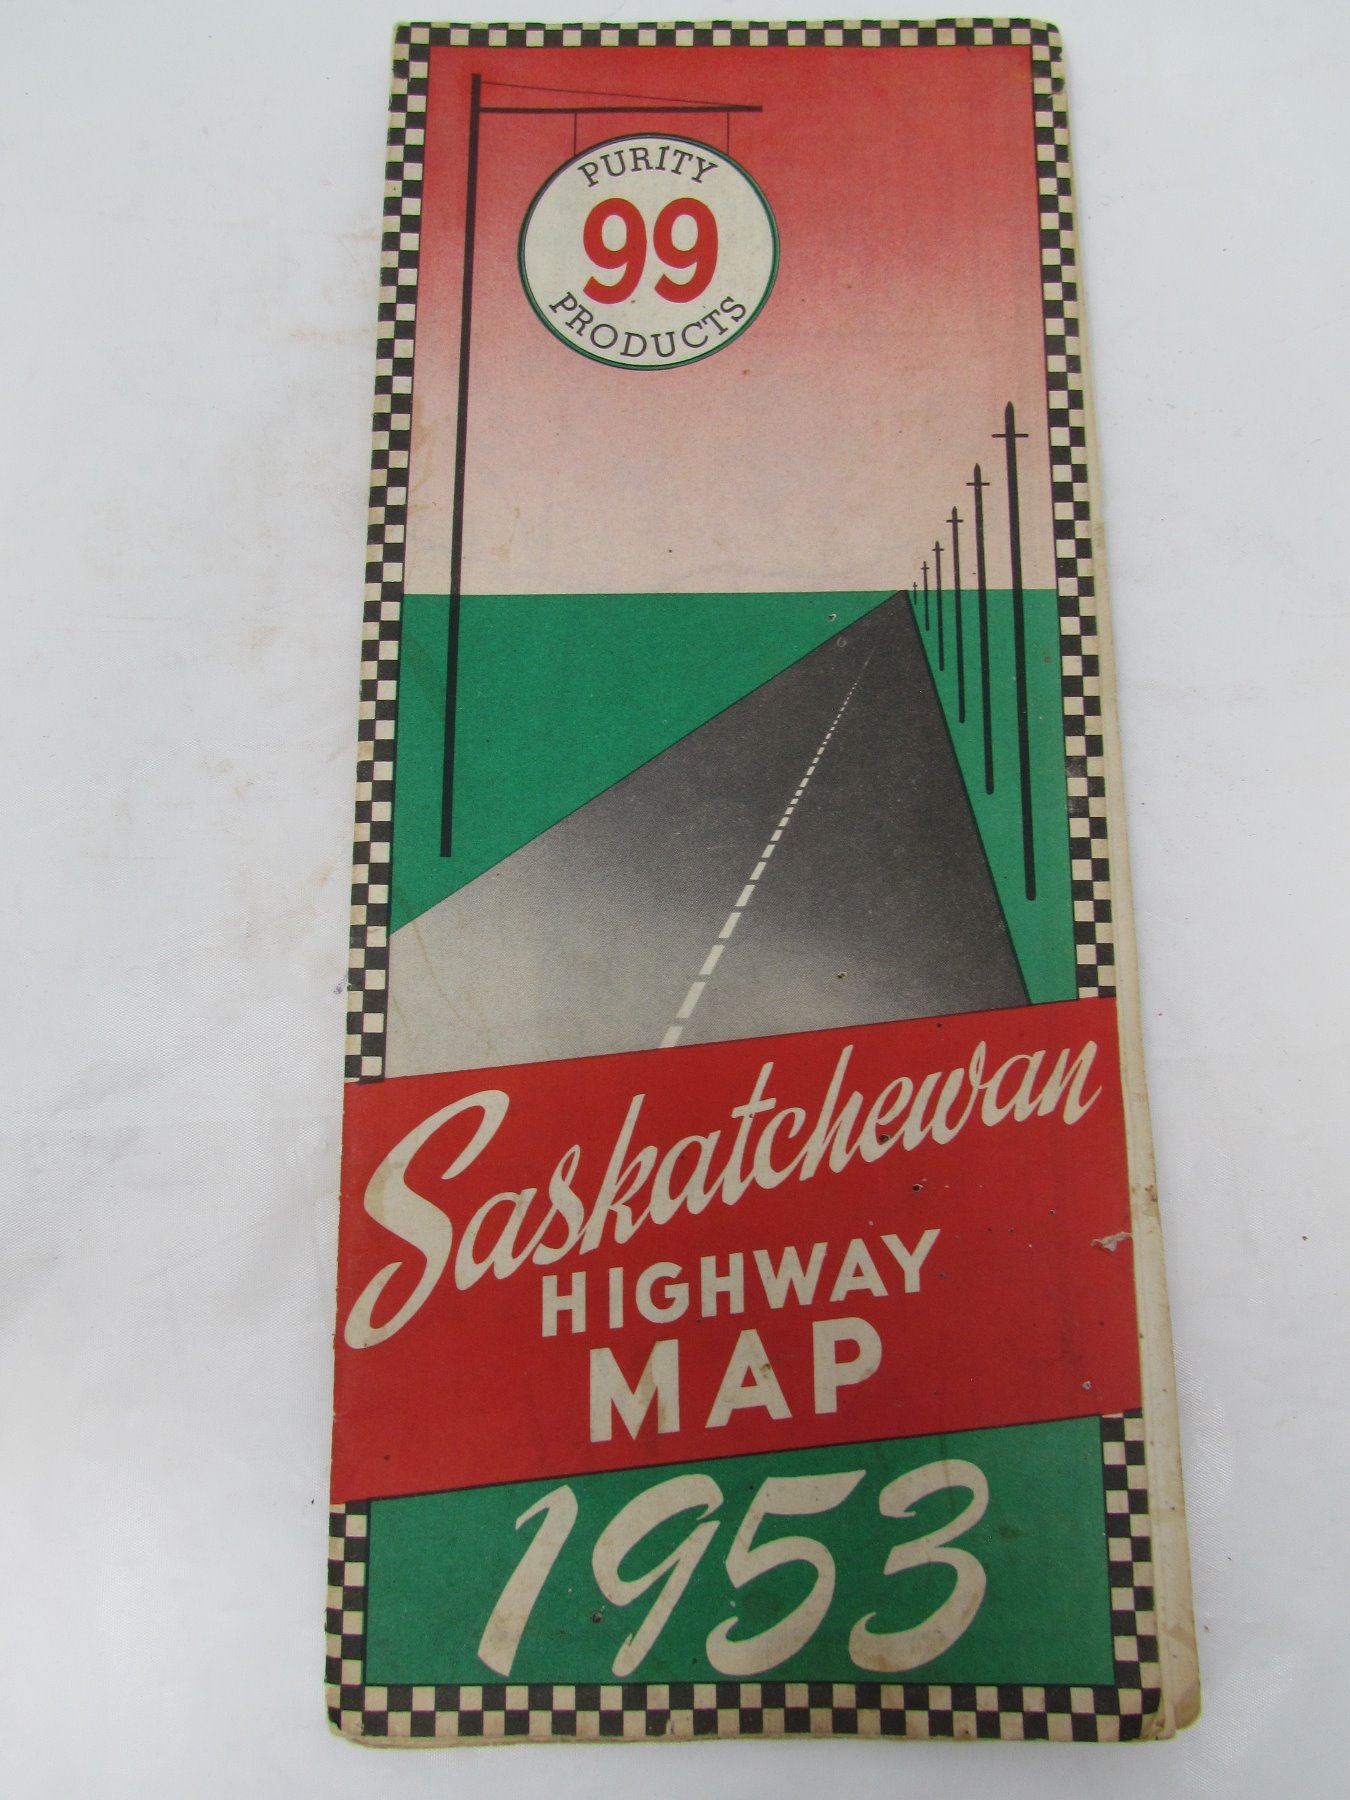 PURITY
99
PRODUCTS
Saskatchewan
HIGHWAY
MAP
1953